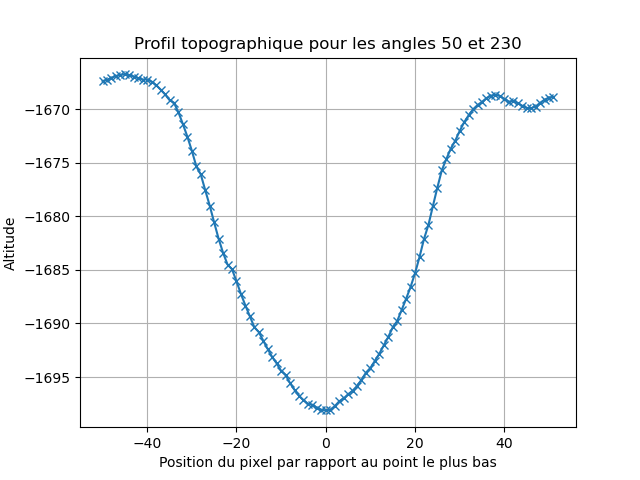 Profil topographique pour les angles 50 et 230
Altitude
−1670
−1675
−1680
−1685
−1690
−1695
−40 −20 0 20 40
Position du pixel par rapport au point le plus bas